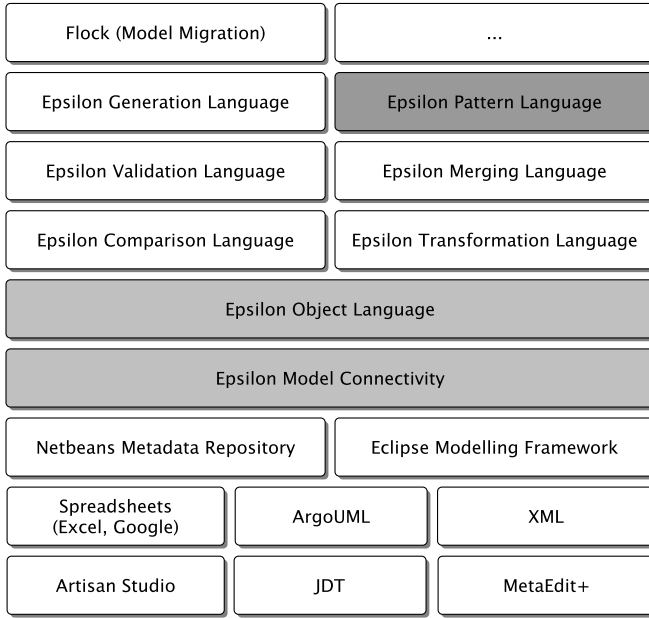 Flock (Model Migration)
...
Epsilon Generation Language
Epsilon Pattern Language
Epsilon Validation Language
Epsilon Merging Language
Epsilon Comparison Language
Epsilon Transformation Language
Epsilon Object Language
Epsilon Model Connectivity
Netbeans Metadata Repository
Eclipse Modelling Framework
Spreadsheets
(Excel, Google)
ArgoUML
XML
Artisan Studio
JDT
MetaEdit+